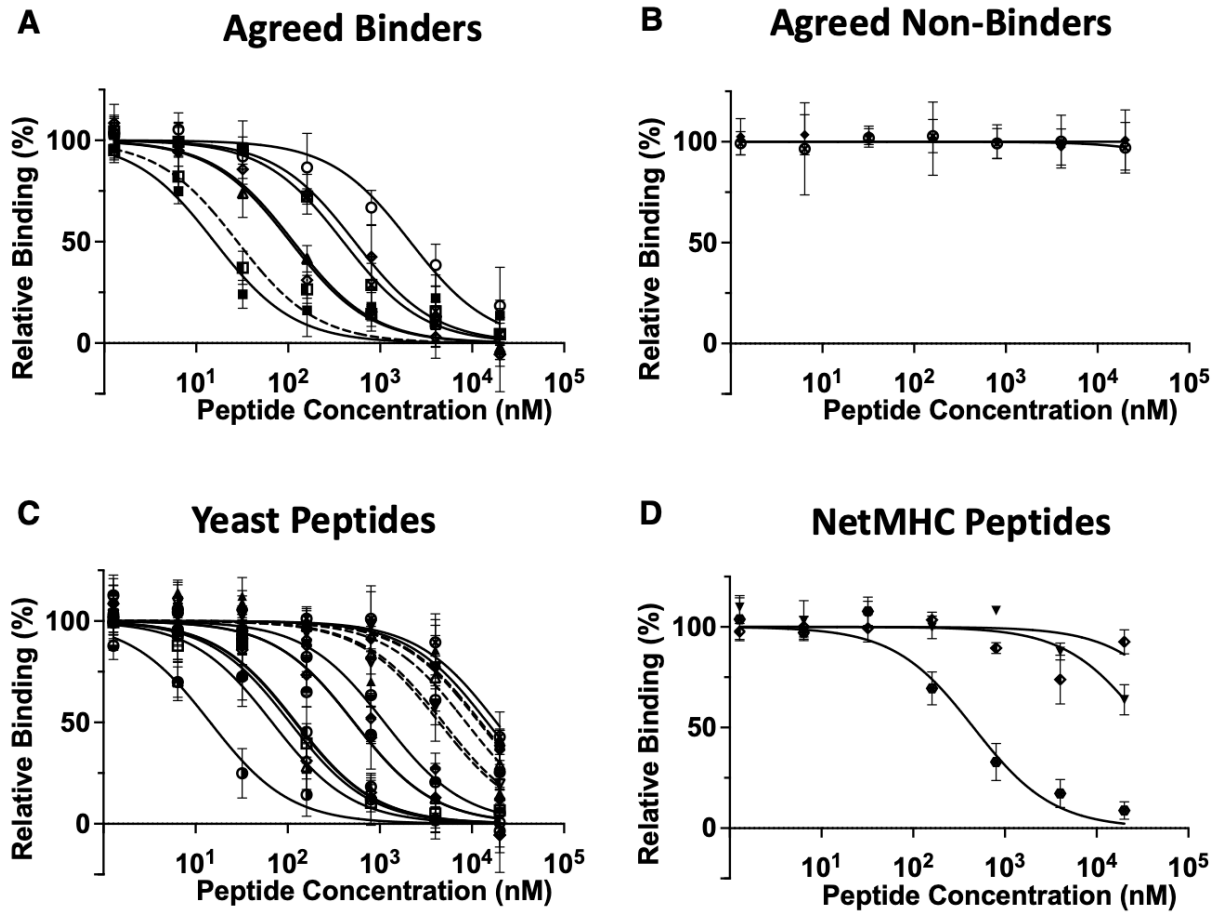 A
Agreed Binders
Relative Binding (%)
100
50
0
10¹ 10² 10³ 10⁴ 10⁵
Peptide Concentration (nM)
B
Agreed Non-Binders
Relative Binding (%)
100
50
0
10¹ 10² 10³ 10⁴ 10⁵
Peptide Concentration (nM)
C
Yeast Peptides
Relative Binding (%)
100
50
0
10¹ 10² 10³ 10⁴ 10⁵
Peptide Concentration (nM)
D
NetMHC Peptides
Relative Binding (%)
100
50
0
10¹ 10² 10³ 10⁴ 10⁵
Peptide Concentration (nM)